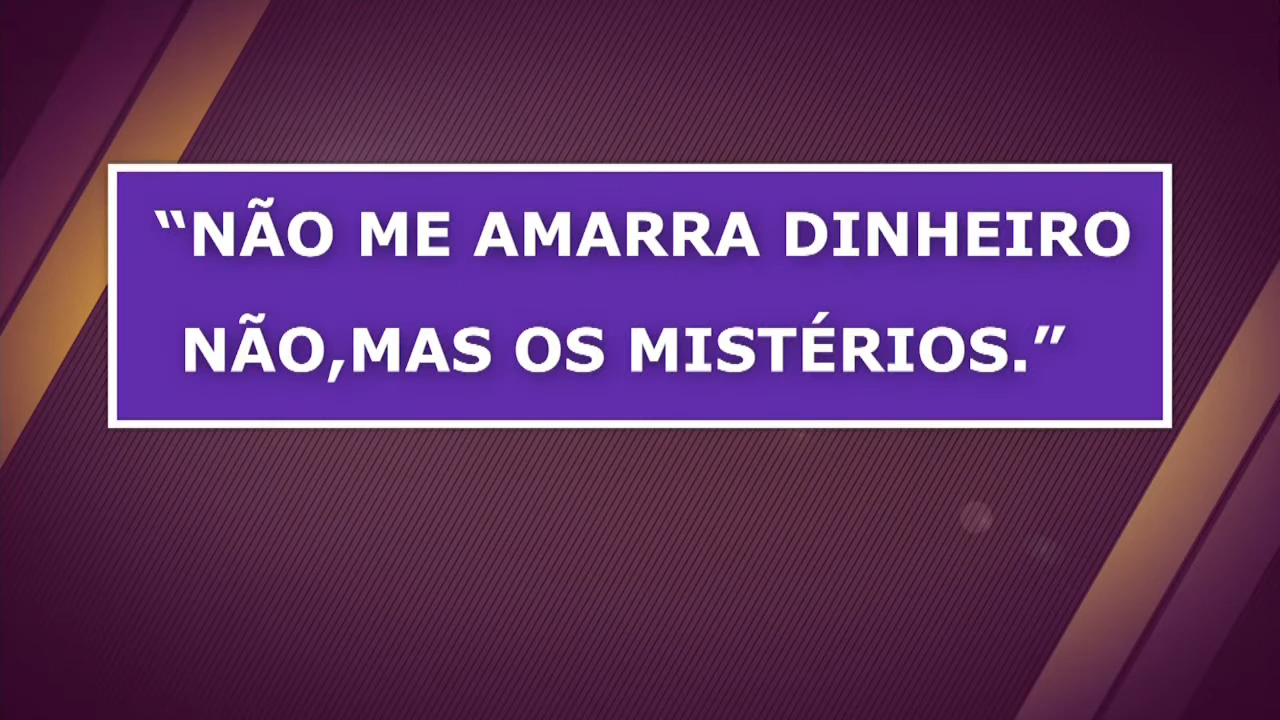 “NÃO ME AMARRA DINHEIRO
NÃO,MAS OS MISTÉRIOS.”